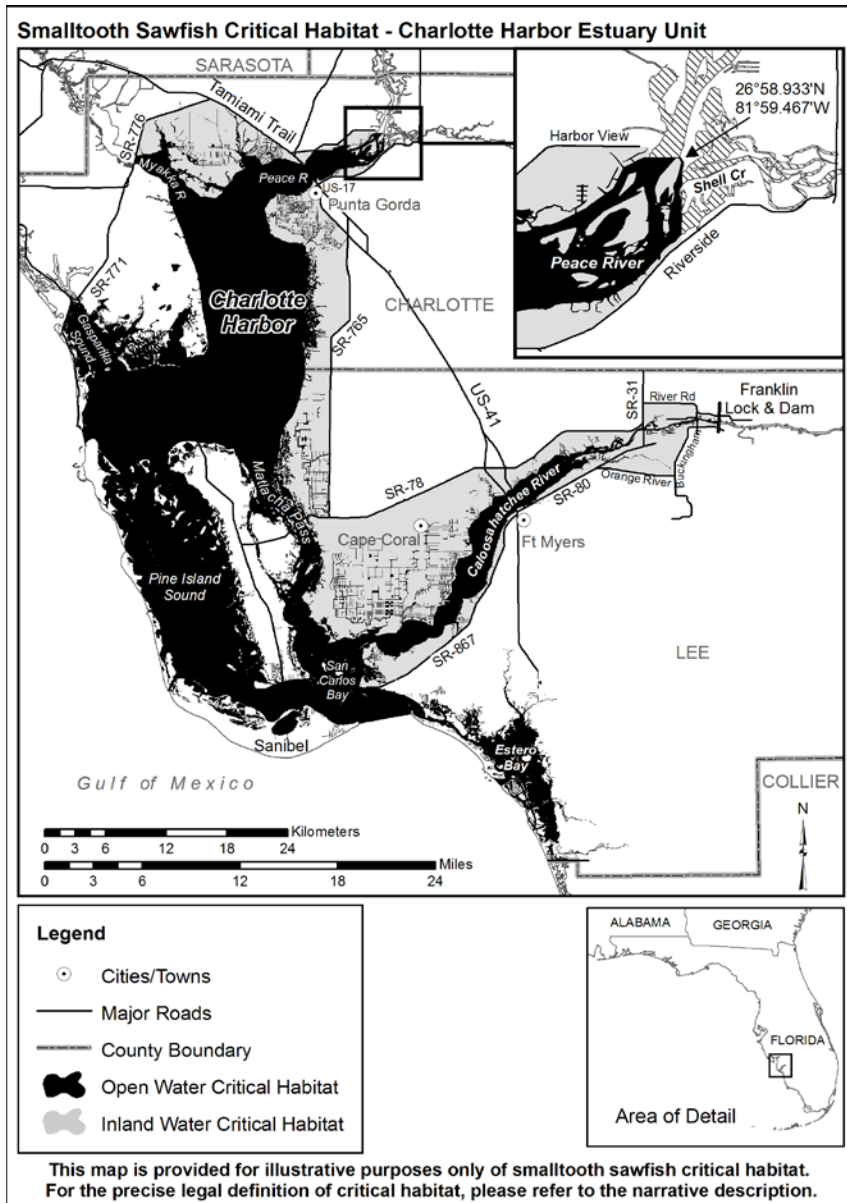 Smalltooth Sawfish Critical Habitat - Charlotte Harbor Estuary Unit
SARASOTA
Tamiami Trail
SR-776
Myakka R
Peace R
US-17
Punta Gorda
SR-771
Gasparilla
Sound
Charlotte
Harbor
CHARLOTTE
SR-765
US-41
26°58.933'N
81°59.467'W
Harbor View
Shell Cr
Peace River
Riverside
SR-31
River Rd
Franklin
Lock & Dam
Buckingham
Orange River
SR-78
SR-80
Caloosahatchee River
Matlacha Pass
Cape Coral
Ft Myers
Pine Island
Sound
SR-867
LEE
San
Carlos
Bay
Sanibel
Estero
Bay
Gulf of Mexico
COLLIER
N
Kilometers
0 3 6 12 18 24
Miles
0 3 6 12 18 24
Legend
Cities/Towns
Major Roads
County Boundary
Open Water Critical Habitat
Inland Water Critical Habitat
ALABAMA
GEORGIA
FLORIDA
Area of Detail
This map is provided for illustrative purposes only of smalltooth sawfish critical habitat.
For the precise legal definition of critical habitat, please refer to the narrative description.